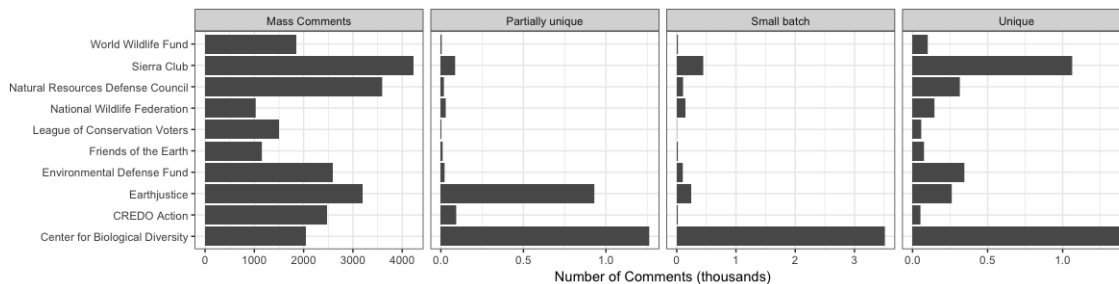 Mass Comments
Partially unique
Small batch
Unique
World Wildlife Fund
Sierra Club
Natural Resources Defense Council
National Wildlife Federation
League of Conservation Voters
Friends of the Earth
Environmental Defense Fund
Earthjustice
CREDO Action
Center for Biological Diversity
0 1000 2000 3000 4000 0.0 0.5 1.0 0 1 2 3 0.0 0.5 1.0
Number of Comments (thousands)